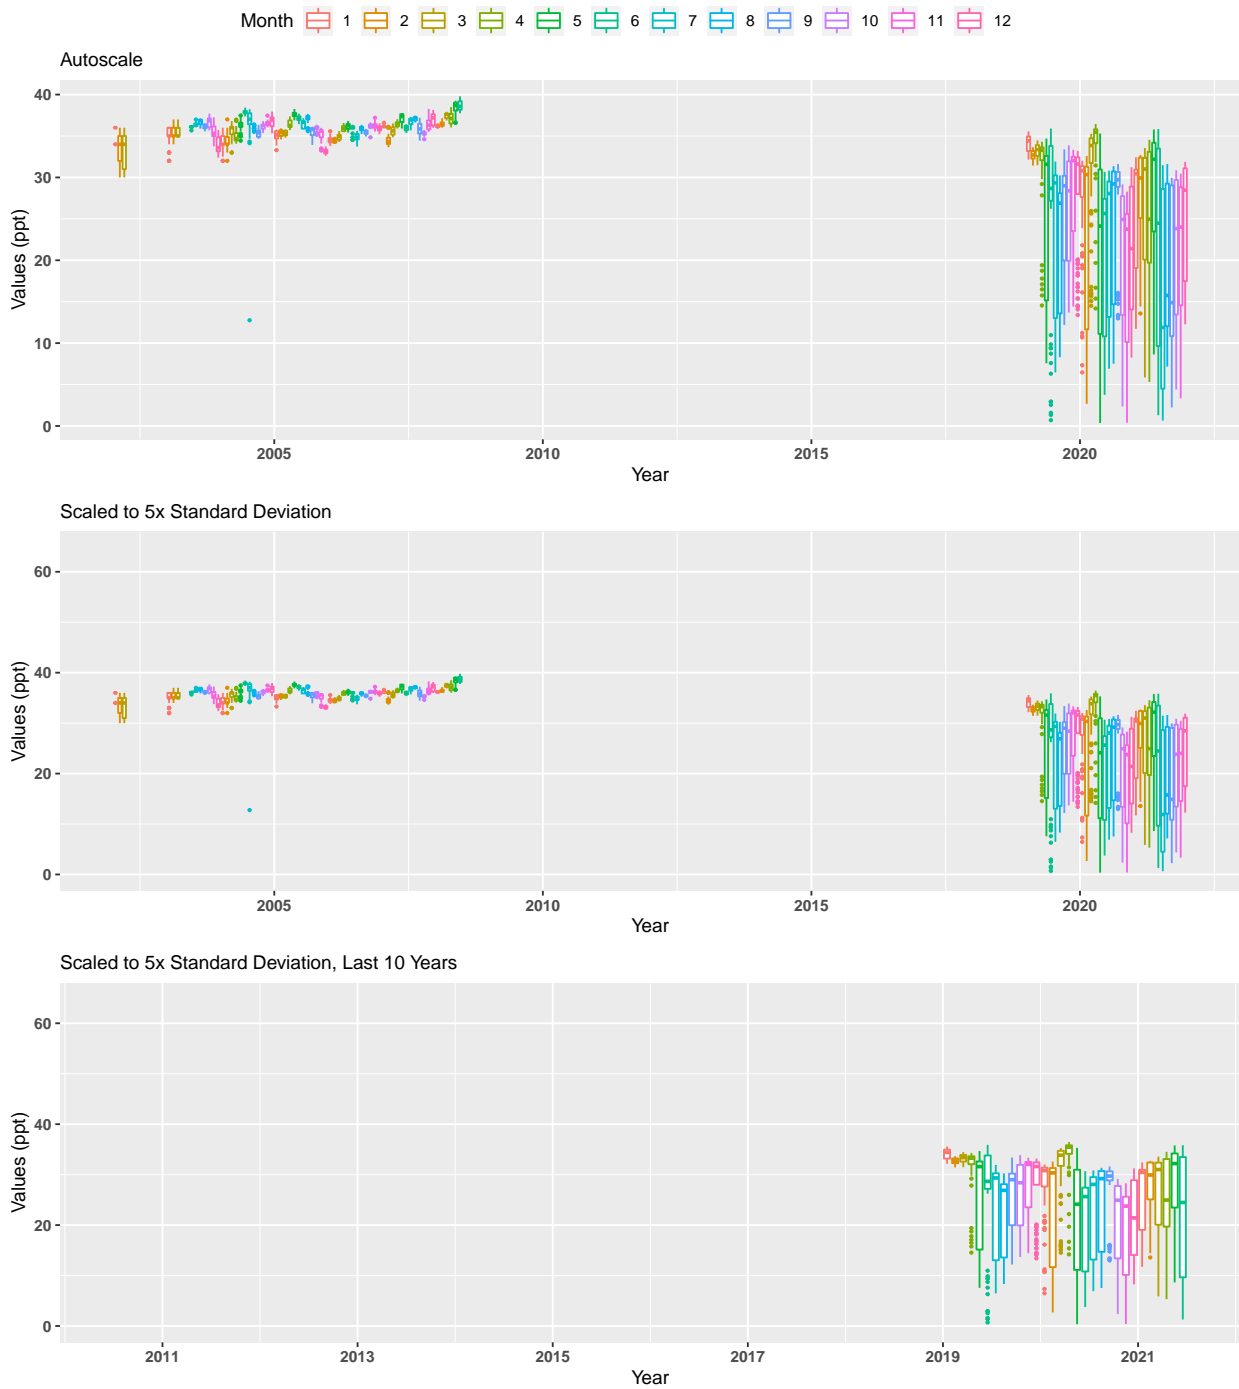 Month 1 2 3 4 5 6 7 8 9 10 11 12
Autoscale
40
30
20
10
0
Values (ppt)
2005 2010 2015 2020
Year
Scaled to 5x Standard Deviation
60
40
20
0
Values (ppt)
2005 2010 2015 2020
Year
Scaled to 5x Standard Deviation, Last 10 Years
60
40
20
0
Values (ppt)
2011 2013 2015 2017 2019 2021
Year